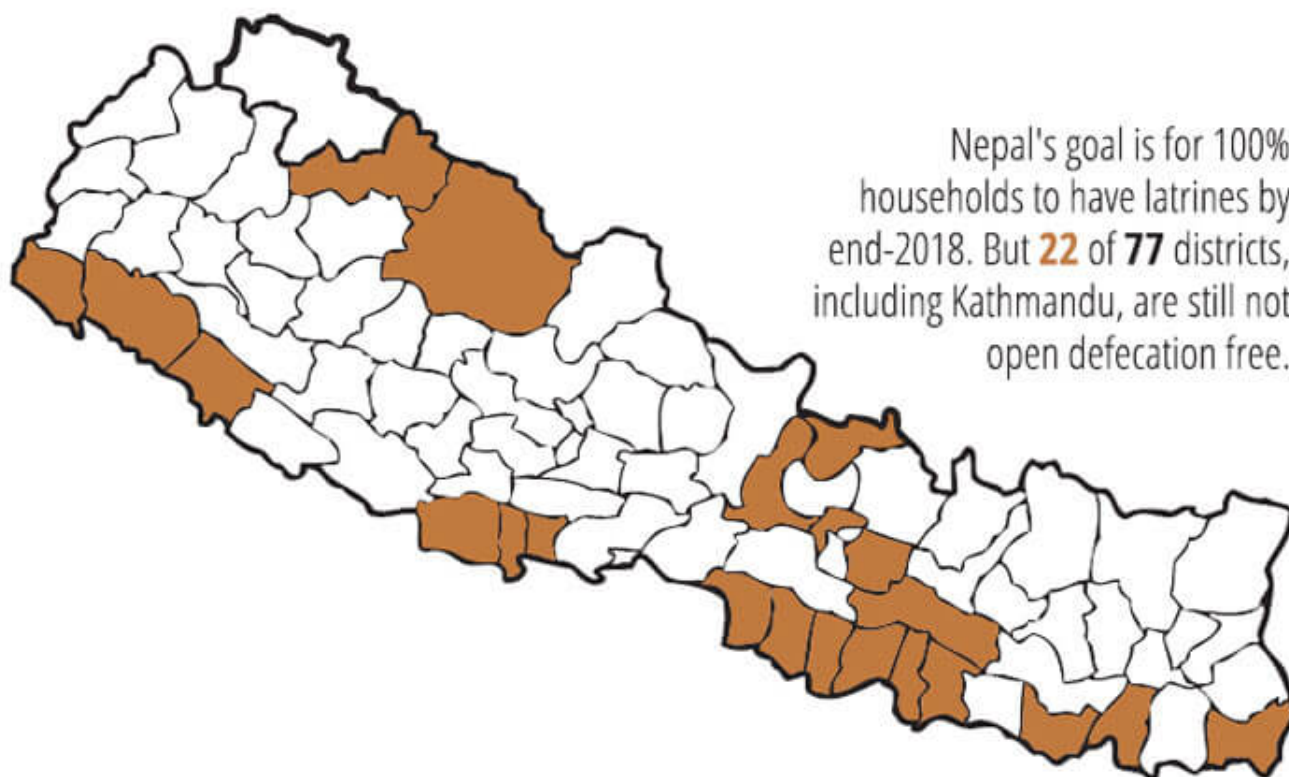 Nepal's goal is for 100%
households to have latrines by
end-2018. But 22 of 77 districts,
including Kathmandu, are still not
open defecation free.